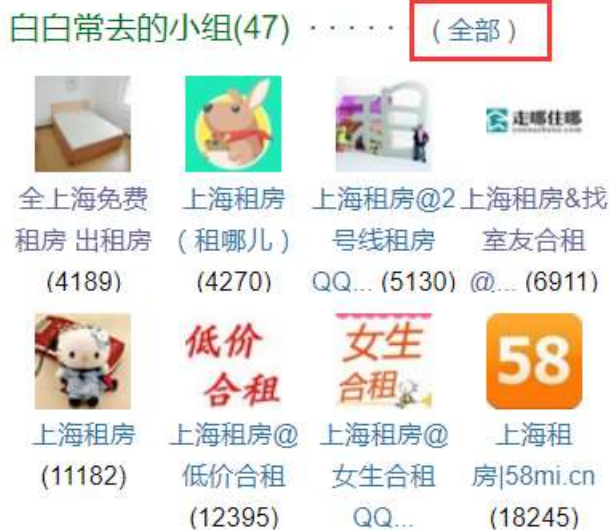 白白常去的小组(47) · · · · · (全部)
走哪住哪
全上海免费 上海租房 上海租房@2 上海租房&找
租房 出租房 (租哪儿) 号线租房 室友合租
(4189) (4270) QQ... (5130) @... (6911)
低价 女生 58
合租 合租
上海租房 上海租房@ 上海租房@ 上海租
(11182) 低价合租 女生合租 房|58mi.cn
(12395) QQ... (18245)